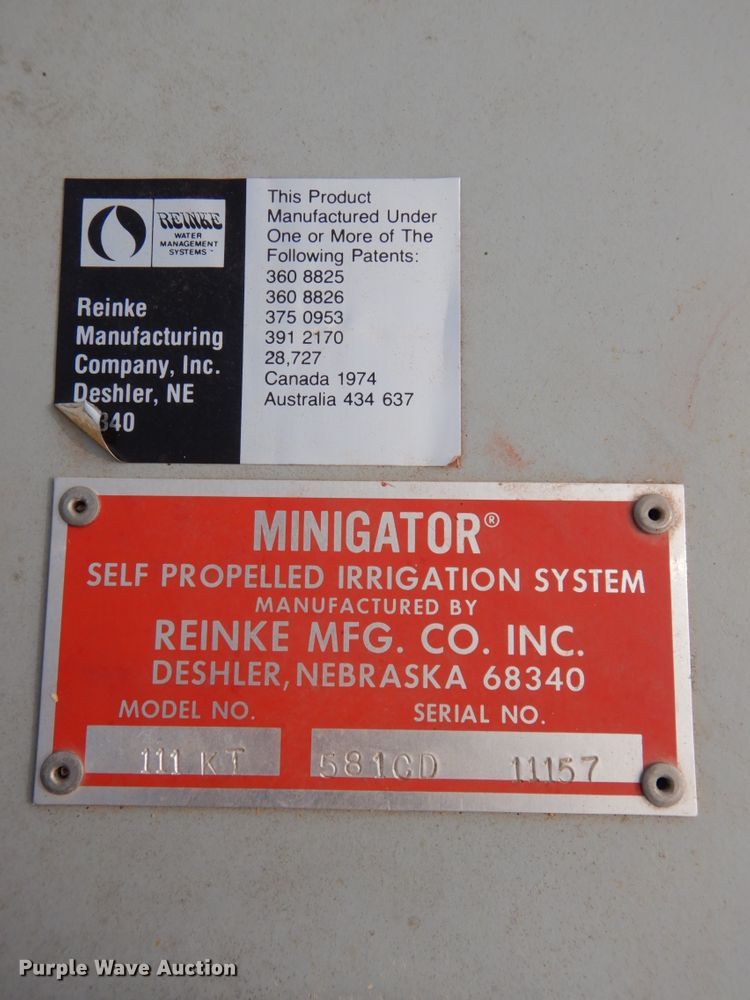 REINKE
WATER
MANAGEMENT
SYSTEMS™
Reinke
Manufacturing
Company, Inc.
Deshler, NE
340
This Product
Manufactured Under
One or More of The
Following Patents:
360 8825
360 8826
375 0953
391 2170
28,727
Canada 1974
Australia 434 637
MINIGATOR®
SELF PROPELLED IRRIGATION SYSTEM
MANUFACTURED BY
REINKE MFG. CO. INC.
DESHLER, NEBRASKA 68340
MODEL NO. SERIAL NO.
111 KT 581CD 11157
Purple Wave Auction